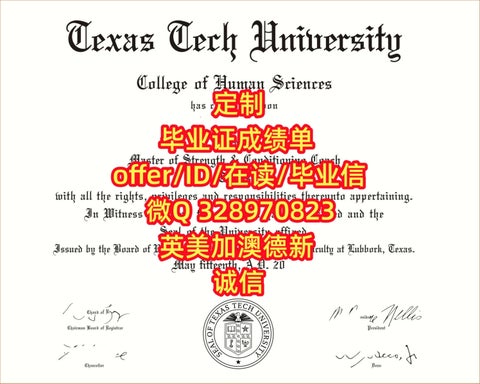 Texas Tech University
College of Human Sciences
has c on
定制
毕业证成绩单
Master of Strength & Conditioning Coach
offer/ID/在读/毕业信
with all the rights, privileges and responsibilities thereunto appertaining.
In Witness d and the
微Q 328970823
Seal of the University affixed
Issued by the Board of R culty at Lubbock, Texas.
英美加澳德新
May fifteenth, A.D. 20
诚信
Chairman Board of Regents
President
SEAL OF TEXAS TECH UNIVERSITY
Chancellor
Dean